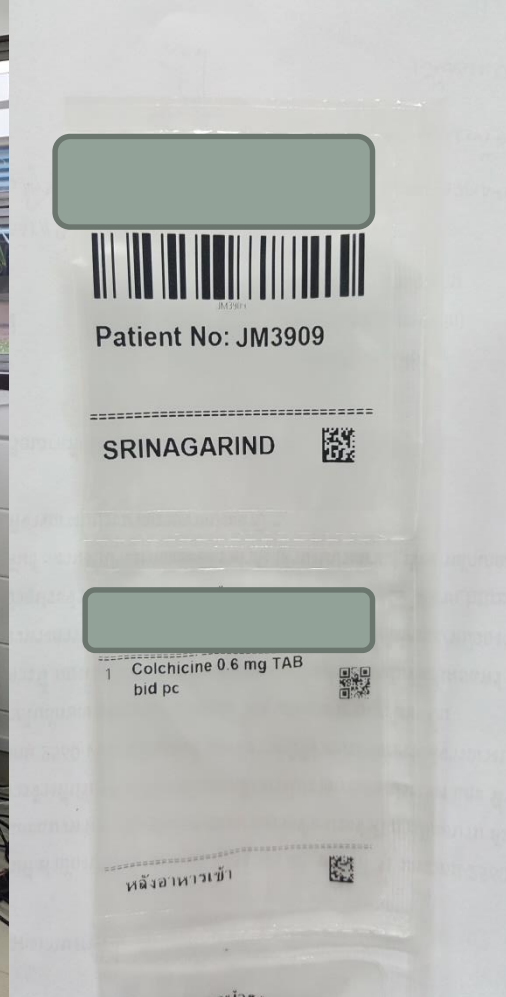 Patient No: JM3909
SRINAGARIND
1 Colchicine 0.6 mg TAB
bid pc
หลังอาหารเช้า